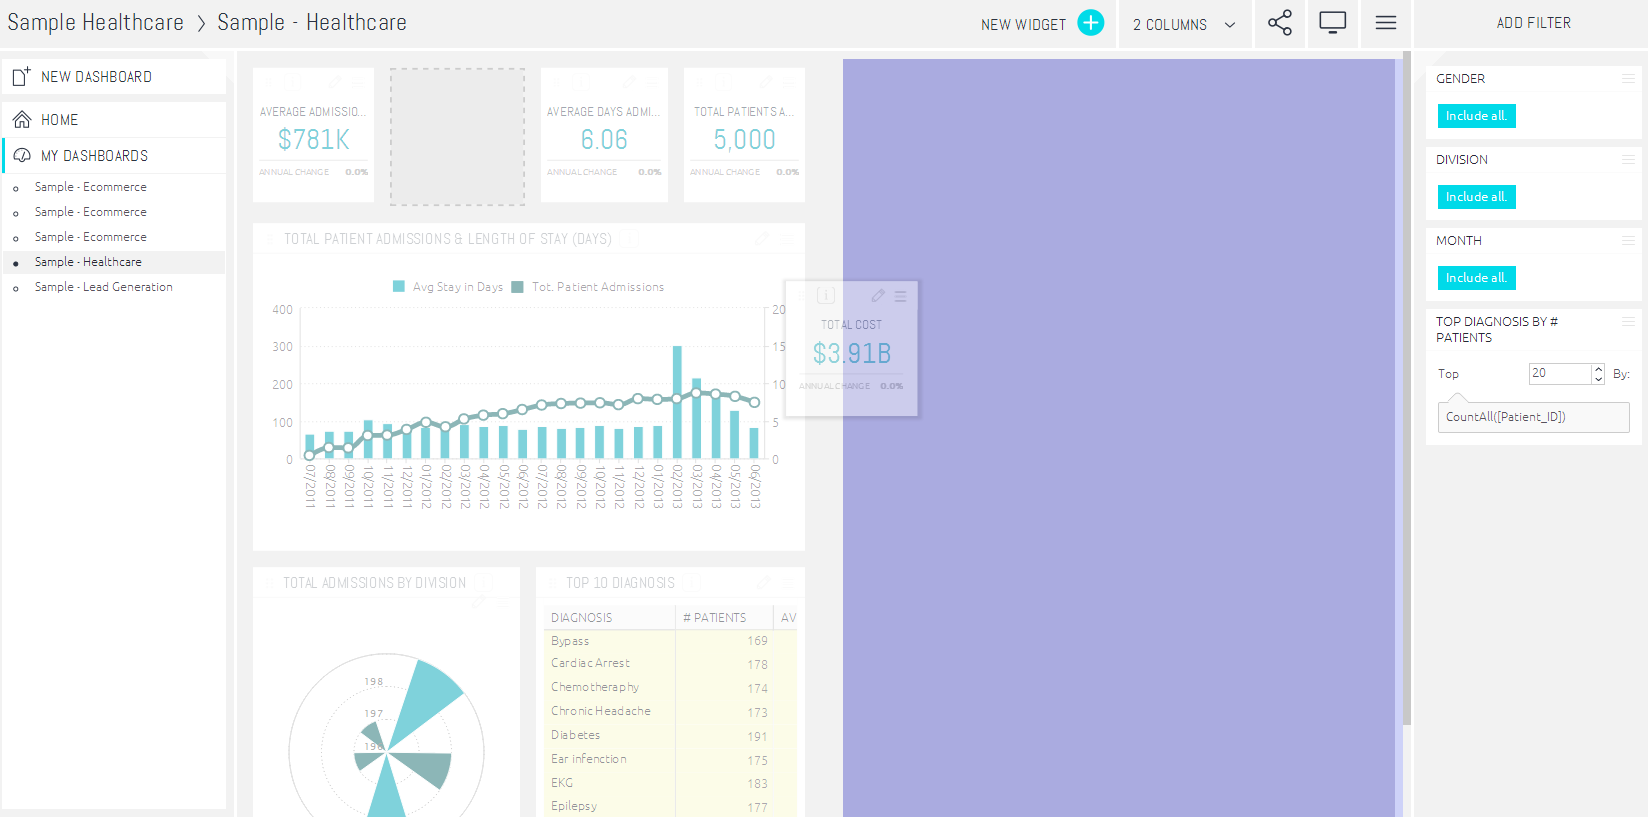 Sample Healthcare > Sample - Healthcare
NEW WIDGET
2 COLUMNS
ADD FILTER
NEW DASHBOARD
HOME
MY DASHBOARDS
Sample - Ecommerce
Sample - Ecommerce
Sample - Ecommerce
Sample - Healthcare
Sample - Lead Generation
AVERAGE ADMISSIO...
$781K
ANNUAL CHANGE 0.0%
AVERAGE DAYS ADMI...
6.06
ANNUAL CHANGE 0.0%
TOTAL PATIENTS A...
5,000
ANNUAL CHANGE 0.0%
TOTAL PATIENT ADMISSIONS & LENGTH OF STAY (DAYS)
Avg Stay in Days Tot. Patient Admissions
400
300
200
100
0
20
15
10
5
0
07/2011 08/2011 09/2011 10/2011 11/2011 12/2011 01/2012 02/2012 03/2012 04/2012 05/2012 06/2012 07/2012 08/2012 09/2012 10/2012 11/2012 12/2012 01/2013 02/2013 03/2013 04/2013 05/2013 06/2013
TOTAL COST
$3.91B
ANNUAL CHANGE 0.0%
TOTAL ADMISSIONS BY DIVISION
198
197
196
TOP 10 DIAGNOSIS
DIAGNOSIS # PATIENTS AV
Bypass 169
Cardiac Arrest 178
Chemotheraphy 174
Chronic Headache 173
Diabetes 191
Ear infenction 175
EKG 183
Epilepsy 177
GENDER
Include all.
DIVISION
Include all.
MONTH
Include all.
TOP DIAGNOSIS BY #
PATIENTS
Top 20 By:
CountAll([Patient_ID])